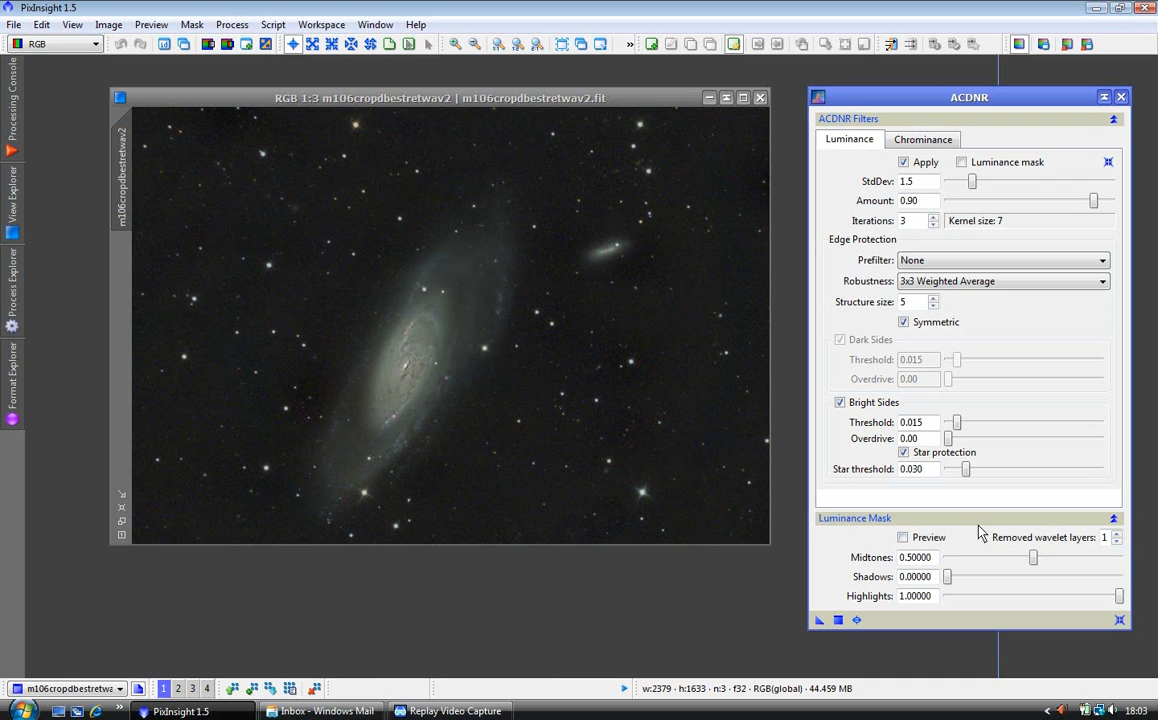 PixInsight 1.5
File Edit View Image Preview Mask Process Script Workspace Window Help
RGB
Processing Console
View Explorer
Process Explorer
Format Explorer
RGB 1:3 m106cropdbestretwav2 | m106cropdbestretwav2.fit
m106cropdbestretwav2
ACDNR
ACDNR Filters
Luminance Chrominance
Apply Luminance mask
StdDev: 1.5
Amount: 0.90
Iterations: 3 Kernel size: 7
Edge Protection
Prefilter: None
Robustness: 3x3 Weighted Average
Structure size: 5
Symmetric
Dark Sides
Threshold: 0.015
Overdrive: 0.00
Bright Sides
Threshold: 0.015
Overdrive: 0.00
Star protection
Star threshold: 0.030
Luminance Mask
Preview Removed wavelet layers: 1
Midtones: 0.50000
Shadows: 0.00000
Highlights: 1.00000
m106cropdbestretwa 1 2 3 4 w:2379 · h:1633 · n:3 · f32 · RGB(global) · 44.459 MB
PixInsight 1.5 Inbox - Windows Mail Replay Video Capture 18:03